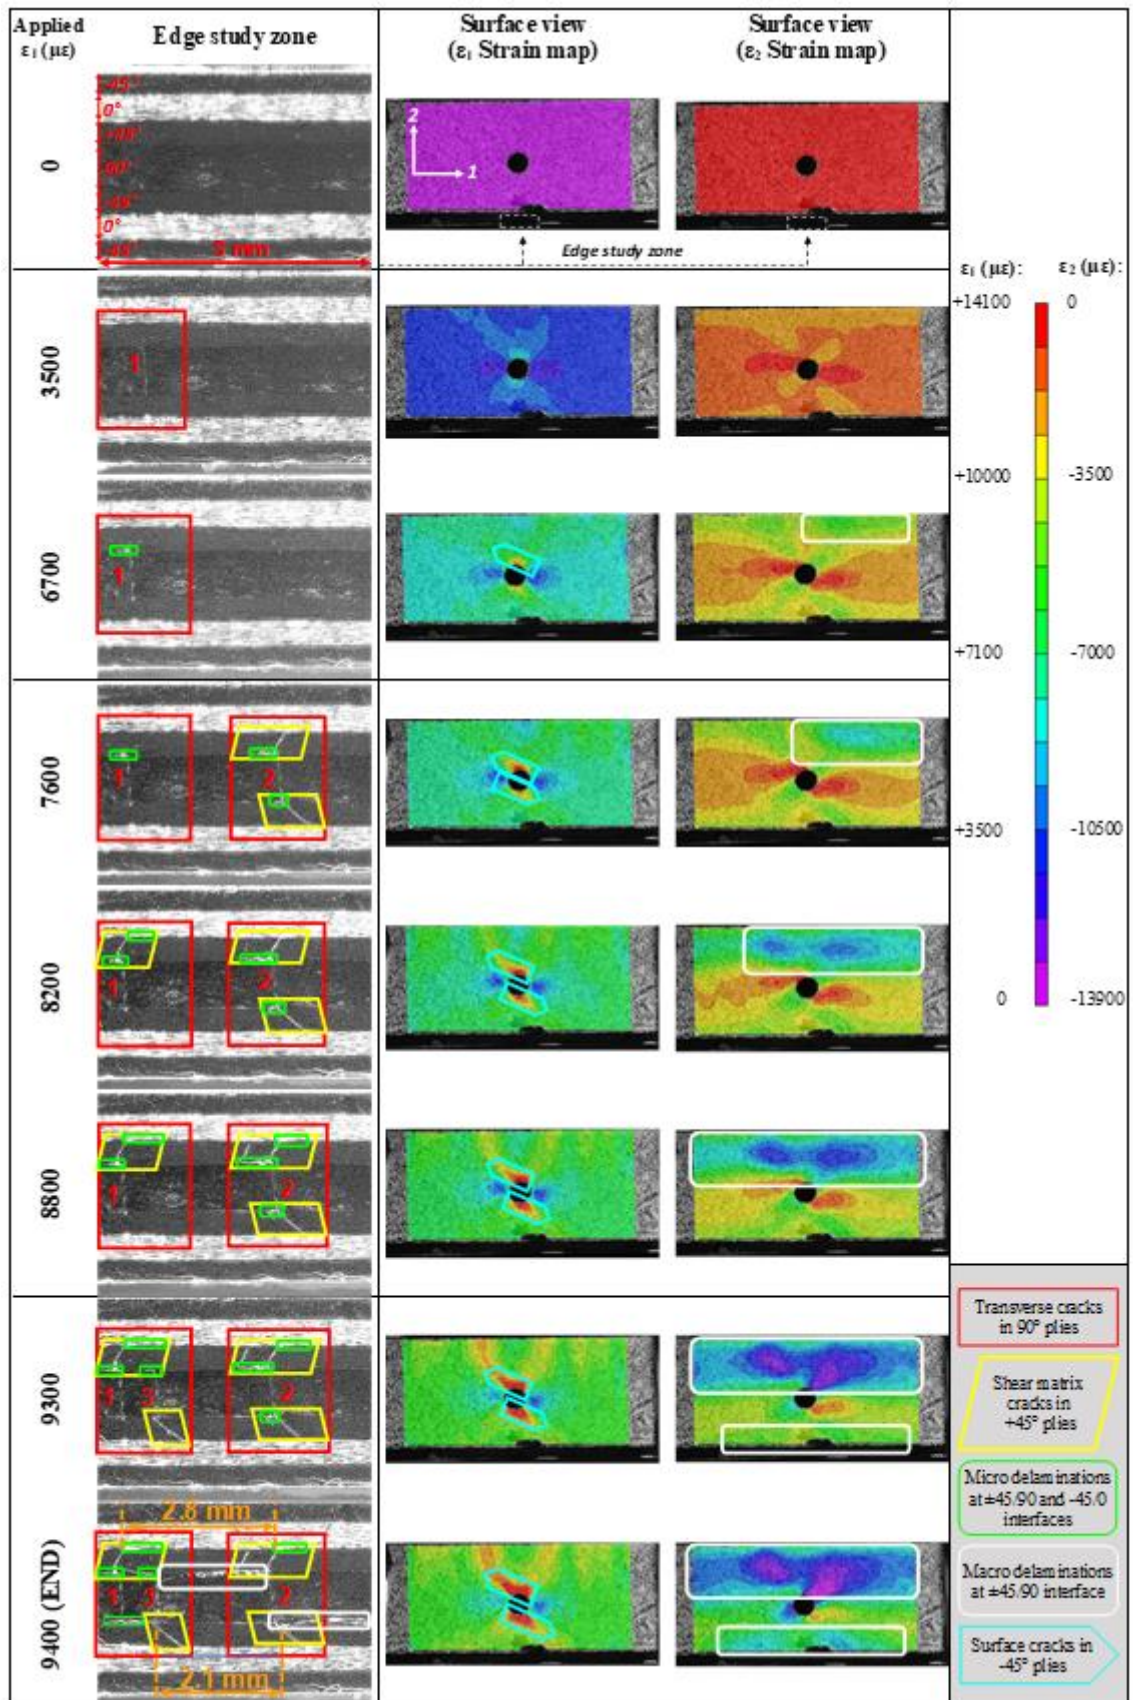 Applied
ε₁ (με)
Edge study zone
Surface view
(ε₁ Strain map)
Surface view
(ε₂ Strain map)
0
-45°
0°
90°
0°
5 mm
2
1
Edge study zone
ε₁ (με):
ε₂ (με):
+14100
0
+10000
-3500
+7100
-7000
+3500
-10500
0
-13900
3500
1
6700
1
7600
1
2
8200
1
2
8800
1
2
9300
1
3
2
9400 (END)
2.8 mm
1
3
2
2.1 mm
Transverse cracks
in 90° plies
Shear matrix
cracks in
+45° plies
Micro delaminations
at ±45.90 and -45.0
interfaces
Macro delaminations
at ±45.90 interface
Surface cracks in
-45° plies